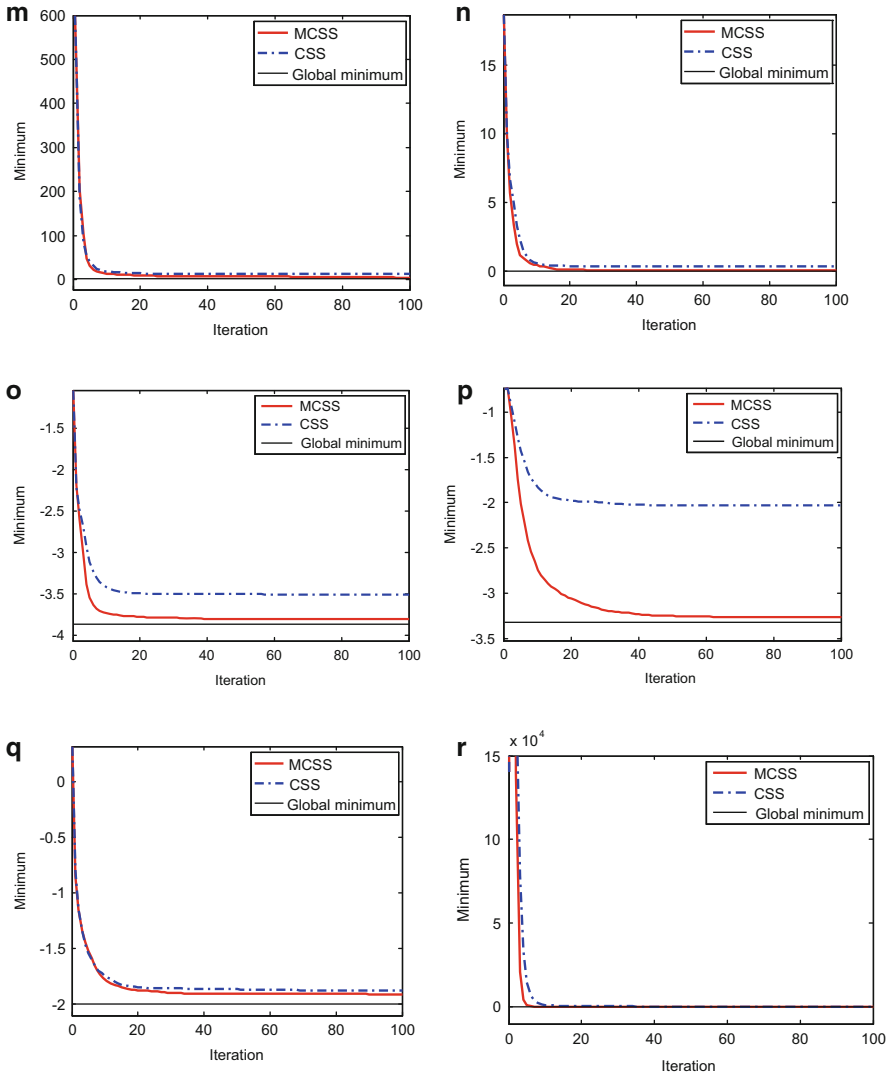 m
600
500
400
300
200
100
0
Minimum
0 20 40 60 80 100
Iteration
MCSS
CSS
Global minimum
n
15
10
5
0
Minimum
0 20 40 60 80 100
Iteration
MCSS
CSS
Global minimum
o
-1.5
-2
-2.5
-3
-3.5
-4
Minimum
0 20 40 60 80 100
Iteration
MCSS
CSS
Global minimum
p
-1
-1.5
-2
-2.5
-3
-3.5
Minimum
0 20 40 60 80 100
Iteration
MCSS
CSS
Global minimum
q
0
-0.5
-1
-1.5
-2
Minimum
0 20 40 60 80 100
Iteration
MCSS
CSS
Global minimum
r
x 10^4
15
10
5
0
Minimum
0 20 40 60 80 100
Iteration
MCSS
CSS
Global minimum